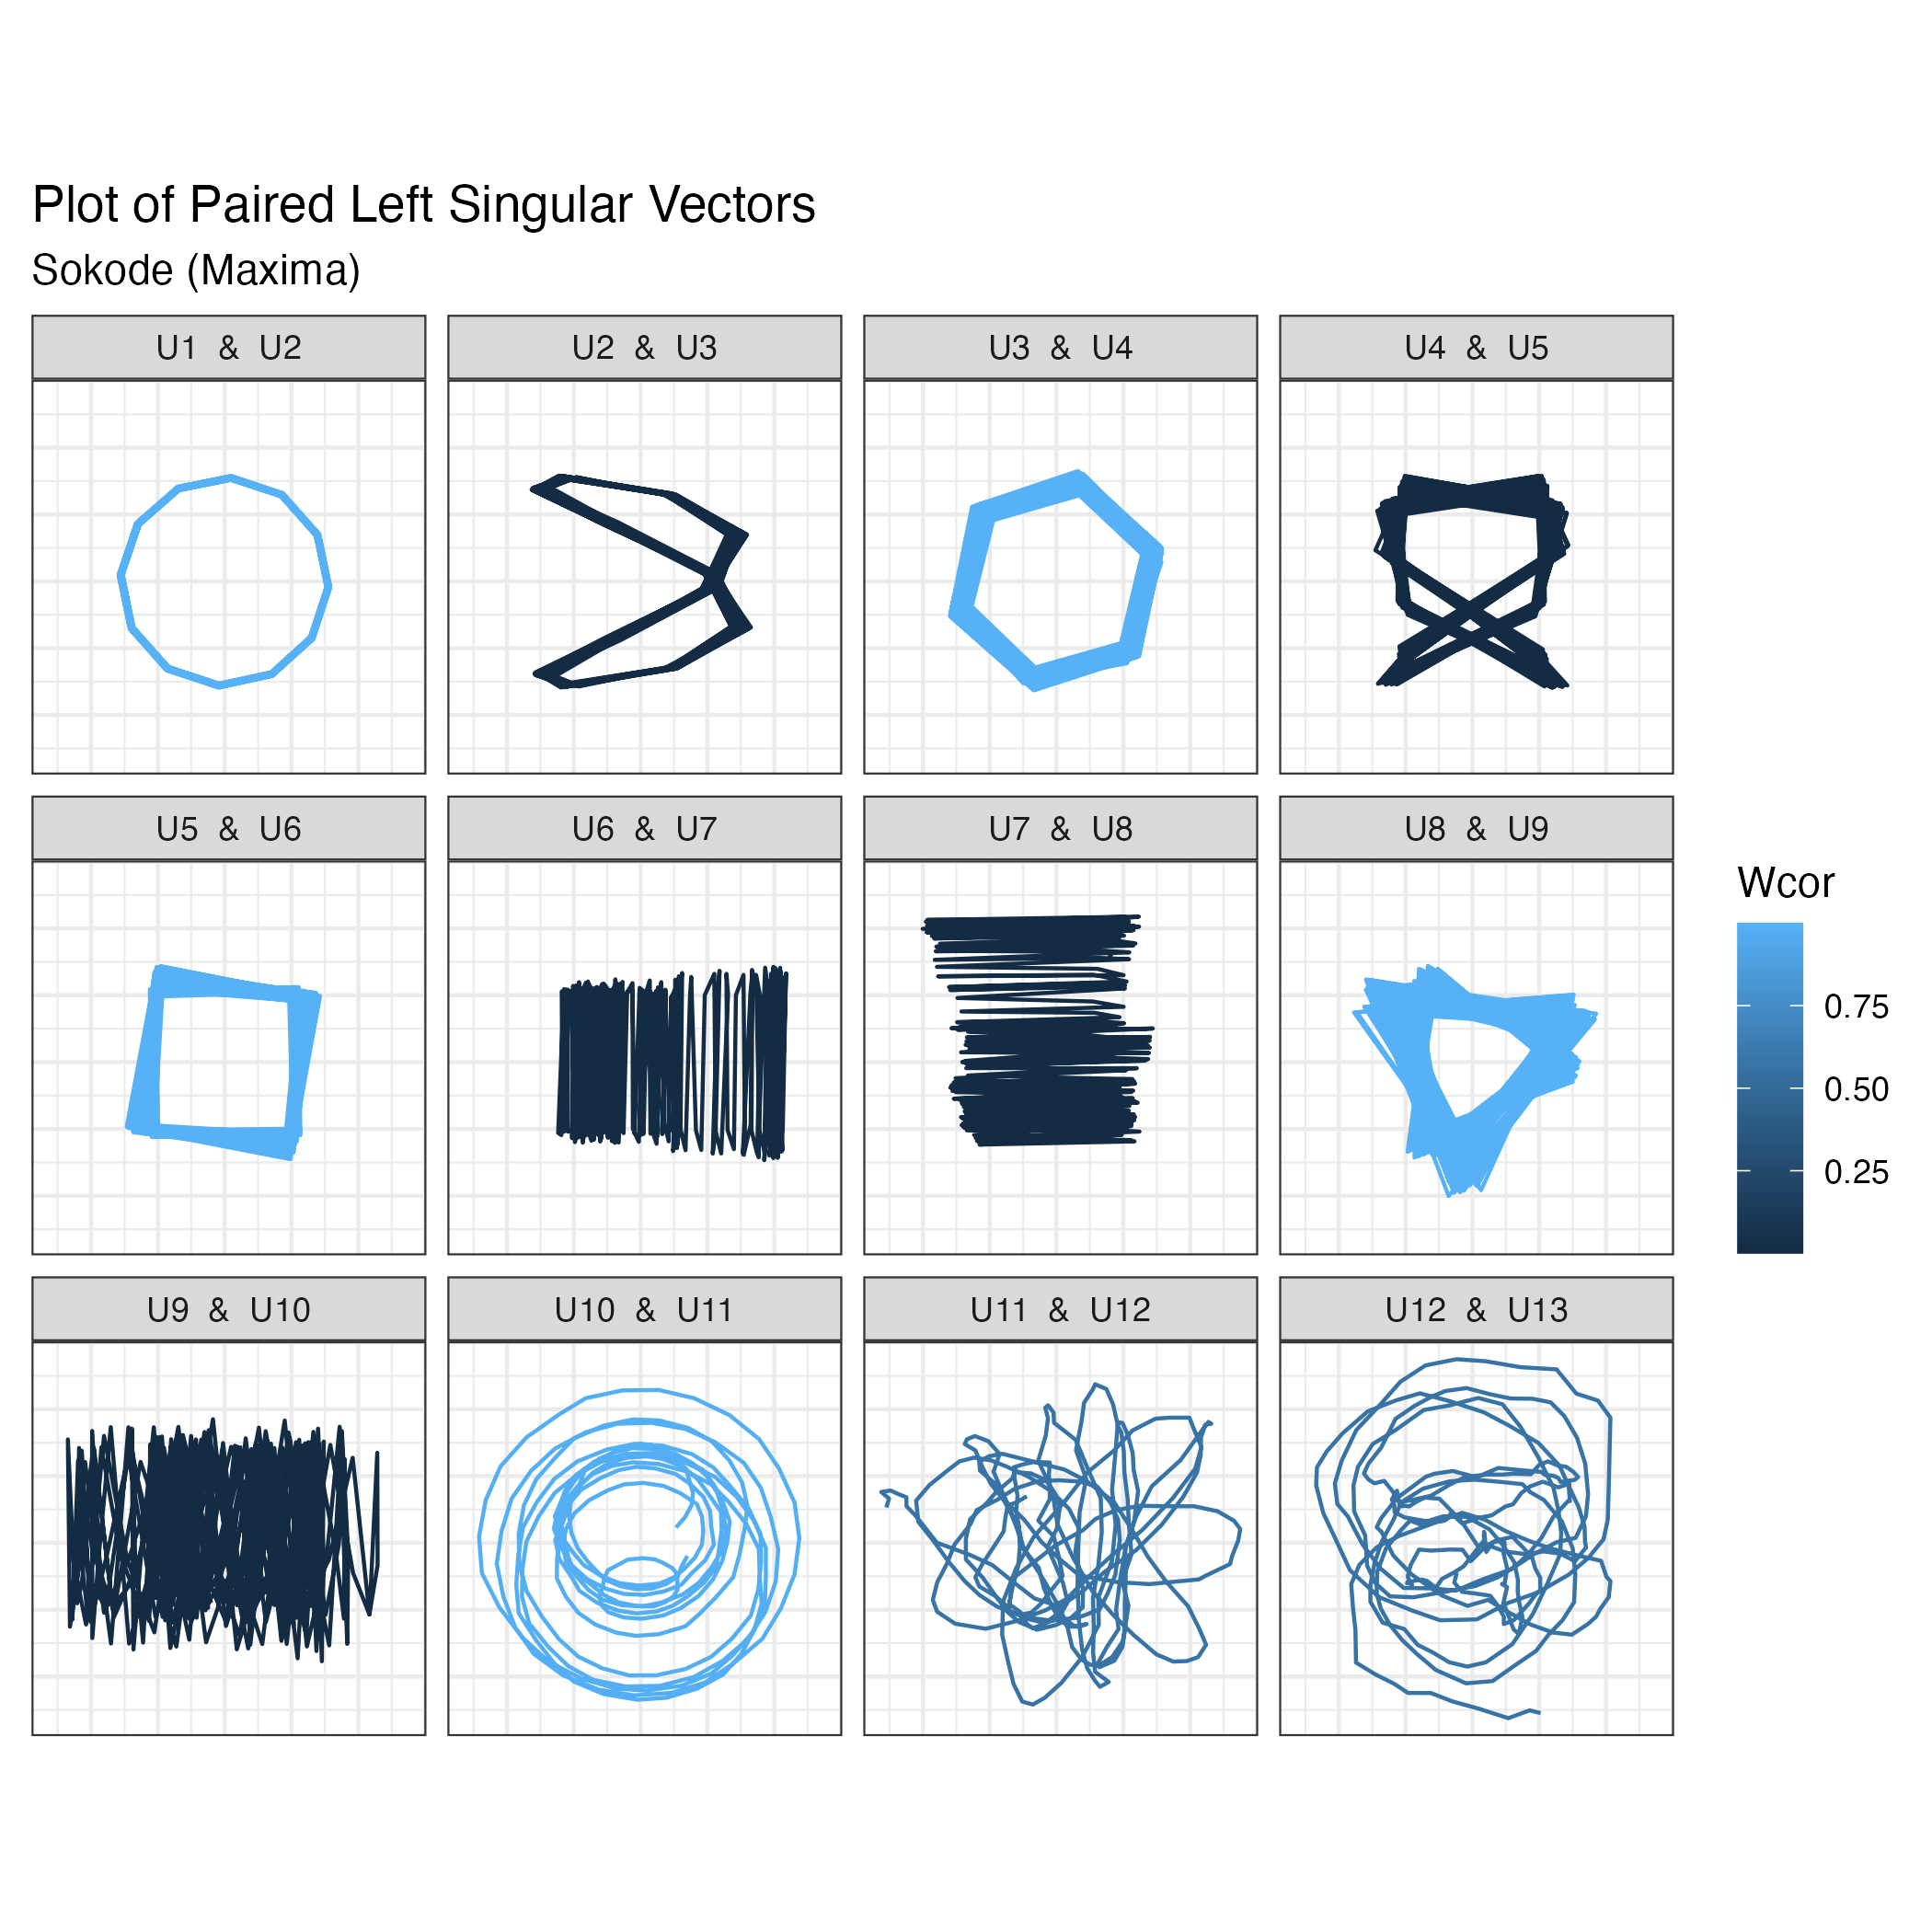 Plot of Paired Left Singular Vectors
Sokode (Maxima)
U1 & U2
U2 & U3
U3 & U4
U4 & U5
U5 & U6
U6 & U7
U7 & U8
U8 & U9
U9 & U10
U10 & U11
U11 & U12
U12 & U13
Wcor
0.75
0.50
0.25